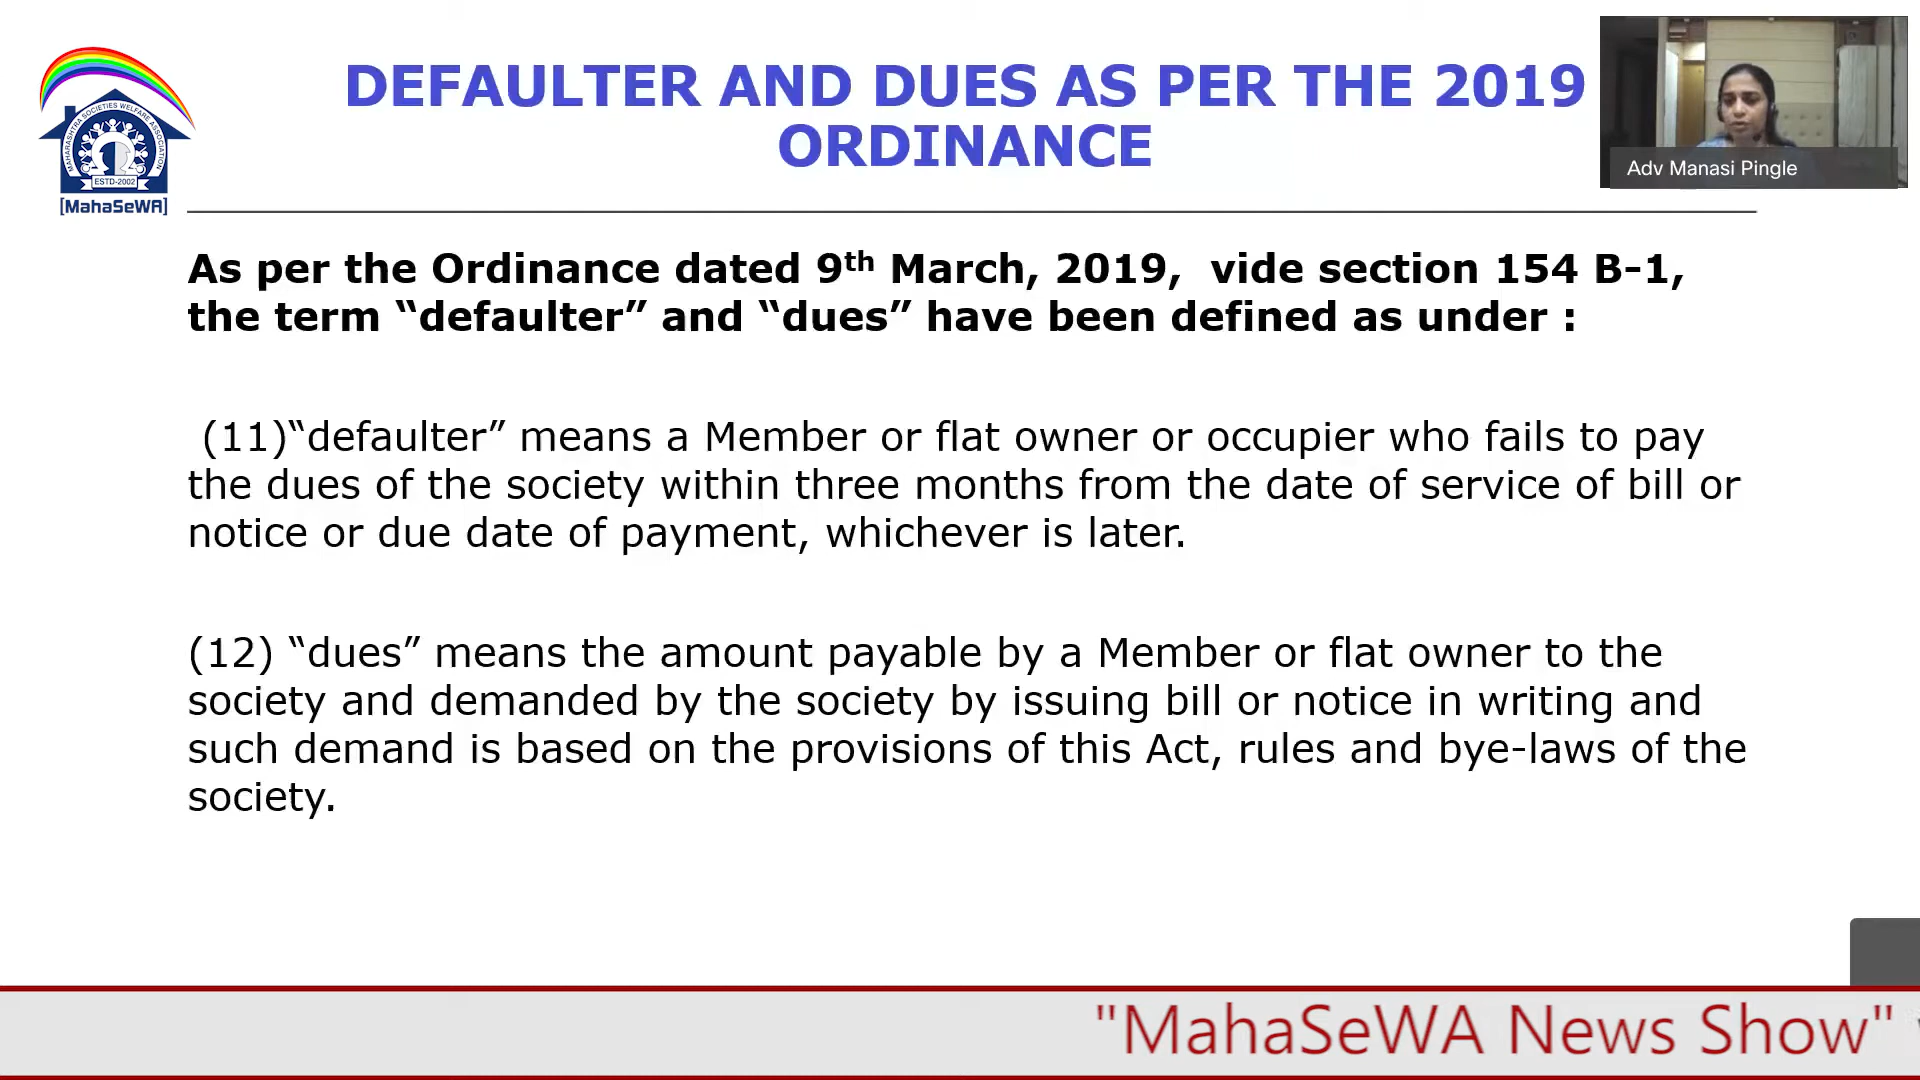 DEFAULTER AND DUES AS PER THE 2019
ORDINANCE
MAHARASHTRA SOCIETIES WELFARE ASSOCIATION
ESTD-2002
[MahaSeWA]
Adv Manasi Pingle
As per the Ordinance dated 9th March, 2019, vide section 154 B-1,
the term “defaulter” and “dues” have been defined as under :
(11)“defaulter” means a Member or flat owner or occupier who fails to pay
the dues of the society within three months from the date of service of bill or
notice or due date of payment, whichever is later.
(12) “dues” means the amount payable by a Member or flat owner to the
society and demanded by the society by issuing bill or notice in writing and
such demand is based on the provisions of this Act, rules and bye-laws of the
society.
"MahaSeWA News Show"